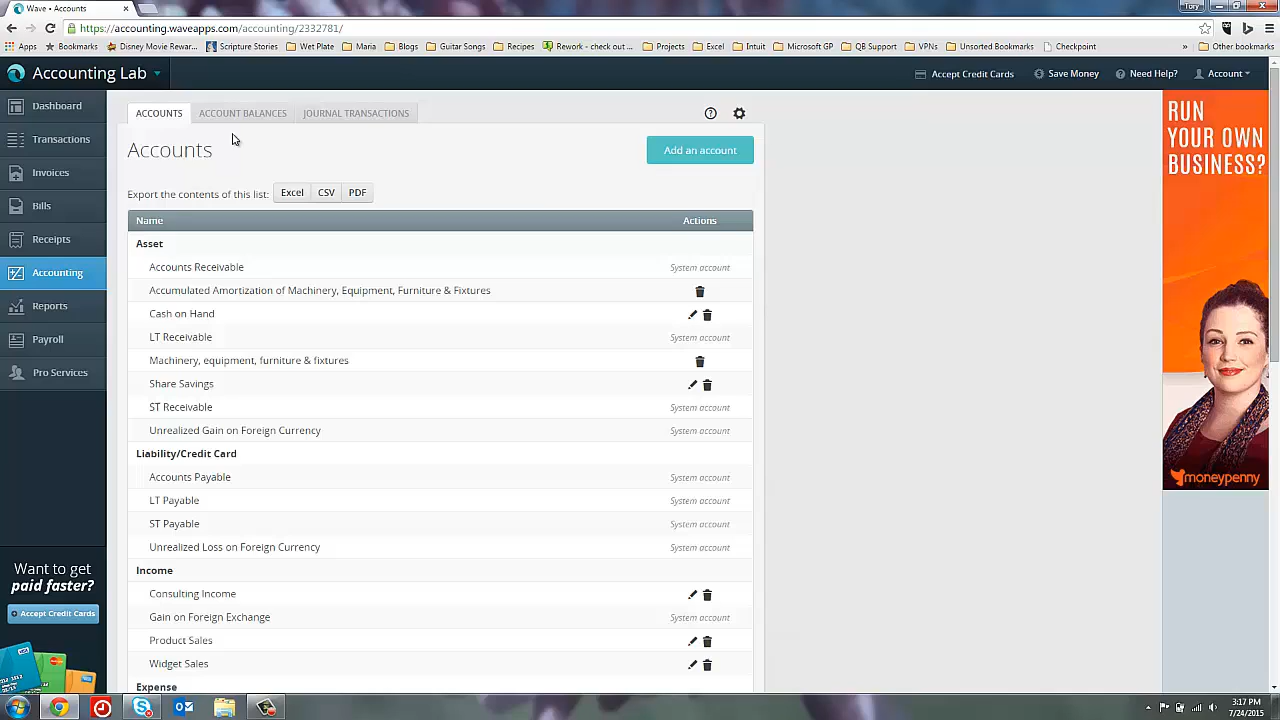 Wave • Accounts
Tory
https://accounting.waveapps.com/accounting/2332781/
Apps
Bookmarks
Disney Movie Rewar...
Scripture Stories
Wet Plate
Maria
Blogs
Guitar Songs
Recipes
Rework - check out ...
Projects
Excel
Intuit
Microsoft GP
QB Support
VPNs
Unsorted Bookmarks
Checkpoint
»
Other bookmarks
Accounting Lab
Accept Credit Cards
Save Money
Need Help?
Account
Dashboard
Transactions
Invoices
Bills
Receipts
Accounting
Reports
Payroll
Pro Services
Want to get
paid faster?
Accept Credit Cards
ACCOUNTS
ACCOUNT BALANCES
JOURNAL TRANSACTIONS
Accounts
Add an account
Export the contents of this list:
Excel
CSV
PDF
Name
Actions
Asset
Accounts Receivable
System account
Accumulated Amortization of Machinery, Equipment, Furniture & Fixtures
Cash on Hand
LT Receivable
System account
Machinery, equipment, furniture & fixtures
Share Savings
ST Receivable
System account
Unrealized Gain on Foreign Currency
System account
Liability/Credit Card
Accounts Payable
System account
LT Payable
System account
ST Payable
System account
Unrealized Loss on Foreign Currency
System account
Income
Consulting Income
Gain on Foreign Exchange
System account
Product Sales
Widget Sales
Expense
RUN
YOUR OWN
BUSINESS?
moneypenny
3:17 PM
7/24/2015